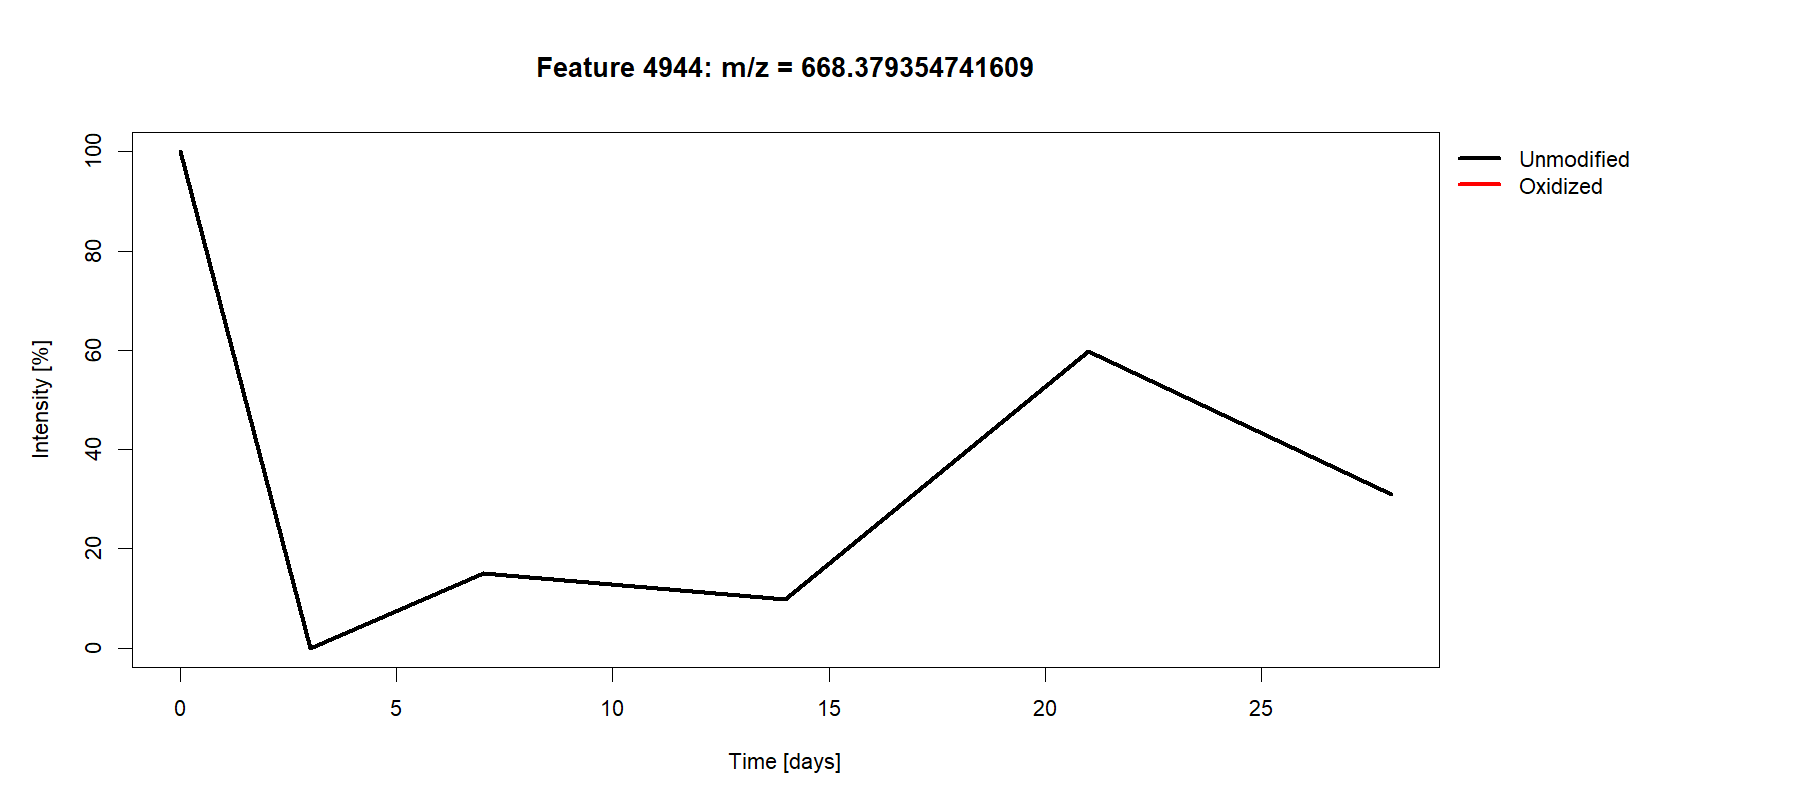 Feature 4944: m/z = 668.379354741609
Unmodified
Oxidized
Intensity [%]
100
80
60
40
20
0
0 5 10 15 20 25
Time [days]